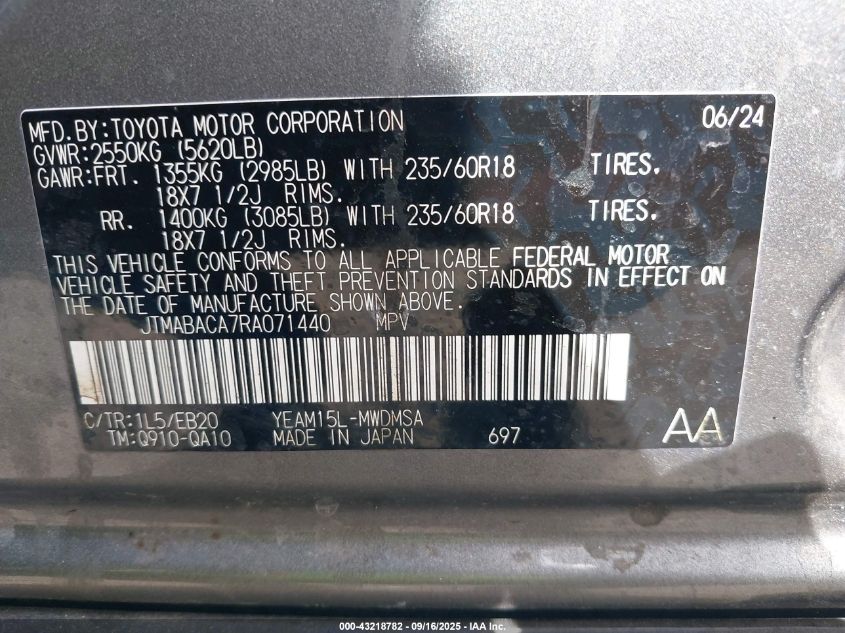 MFD.BY:TOYOTA MOTOR CORPORATION 06/24
GVWR:2550KG (5620LB)
GAWR:FRT. 1355KG (2985LB) WITH 235/60R18 TIRES.
18X7 1/2J RIMS.
RR. 1400KG (3085LB) WITH 235/60R18 TIRES.
18X7 1/2J RIMS.
THIS VEHICLE CONFORMS TO ALL APPLICABLE FEDERAL MOTOR
VEHICLE SAFETY AND THEFT PREVENTION STANDARDS IN EFFECT ON
THE DATE OF MANUFACTURE SHOWN ABOVE.
JTMABACA7RA071440 MPV
C/TR:1L5/EB20 YEAM15L-MWDMSA
TM:Q910-QA10 MADE IN JAPAN 697 AA
000-43218782 - 09/16/2025 - IAA Inc.